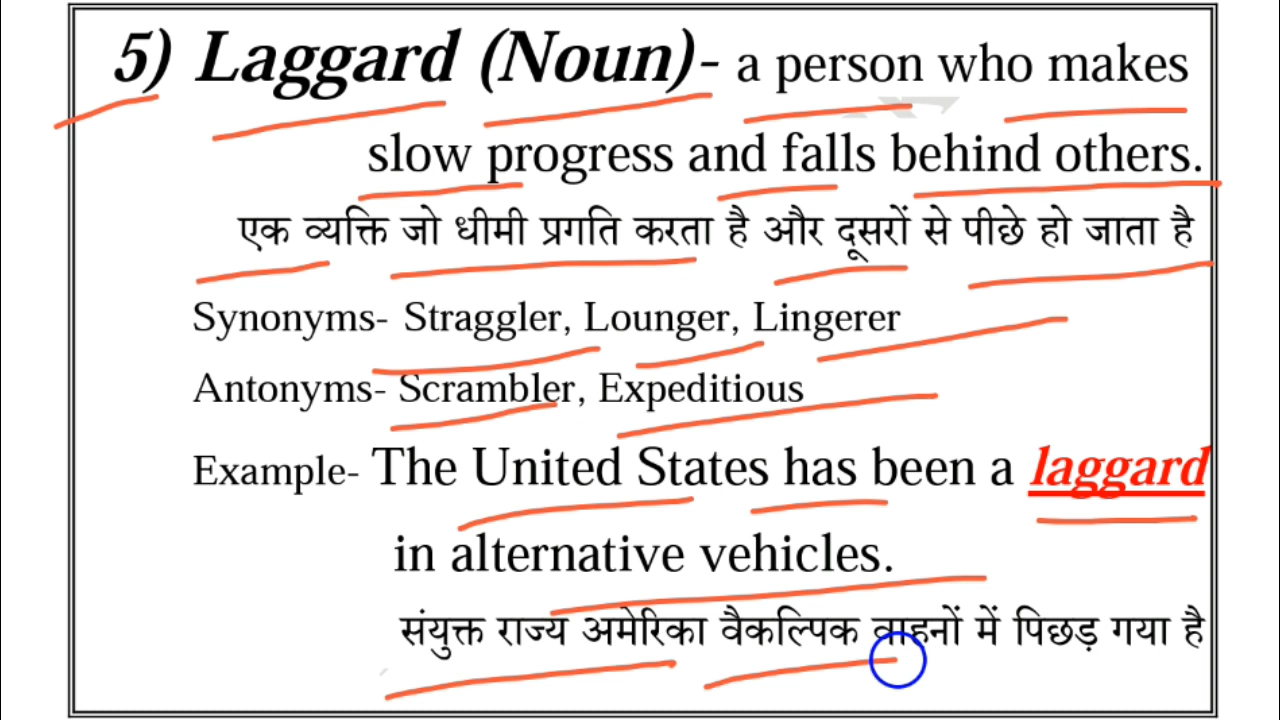 5) Laggard (Noun)- a person who makes
slow progress and falls behind others.
एक व्यक्ति जो धीमी प्रगति करता है और दूसरों से पीछे हो जाता है
Synonyms- Straggler, Lounger, Lingerer
Antonyms- Scrambler, Expeditious
Example- The United States has been a laggard
in alternative vehicles.
संयुक्त राज्य अमेरिका वैकल्पिक वाहनों में पिछड़ गया है